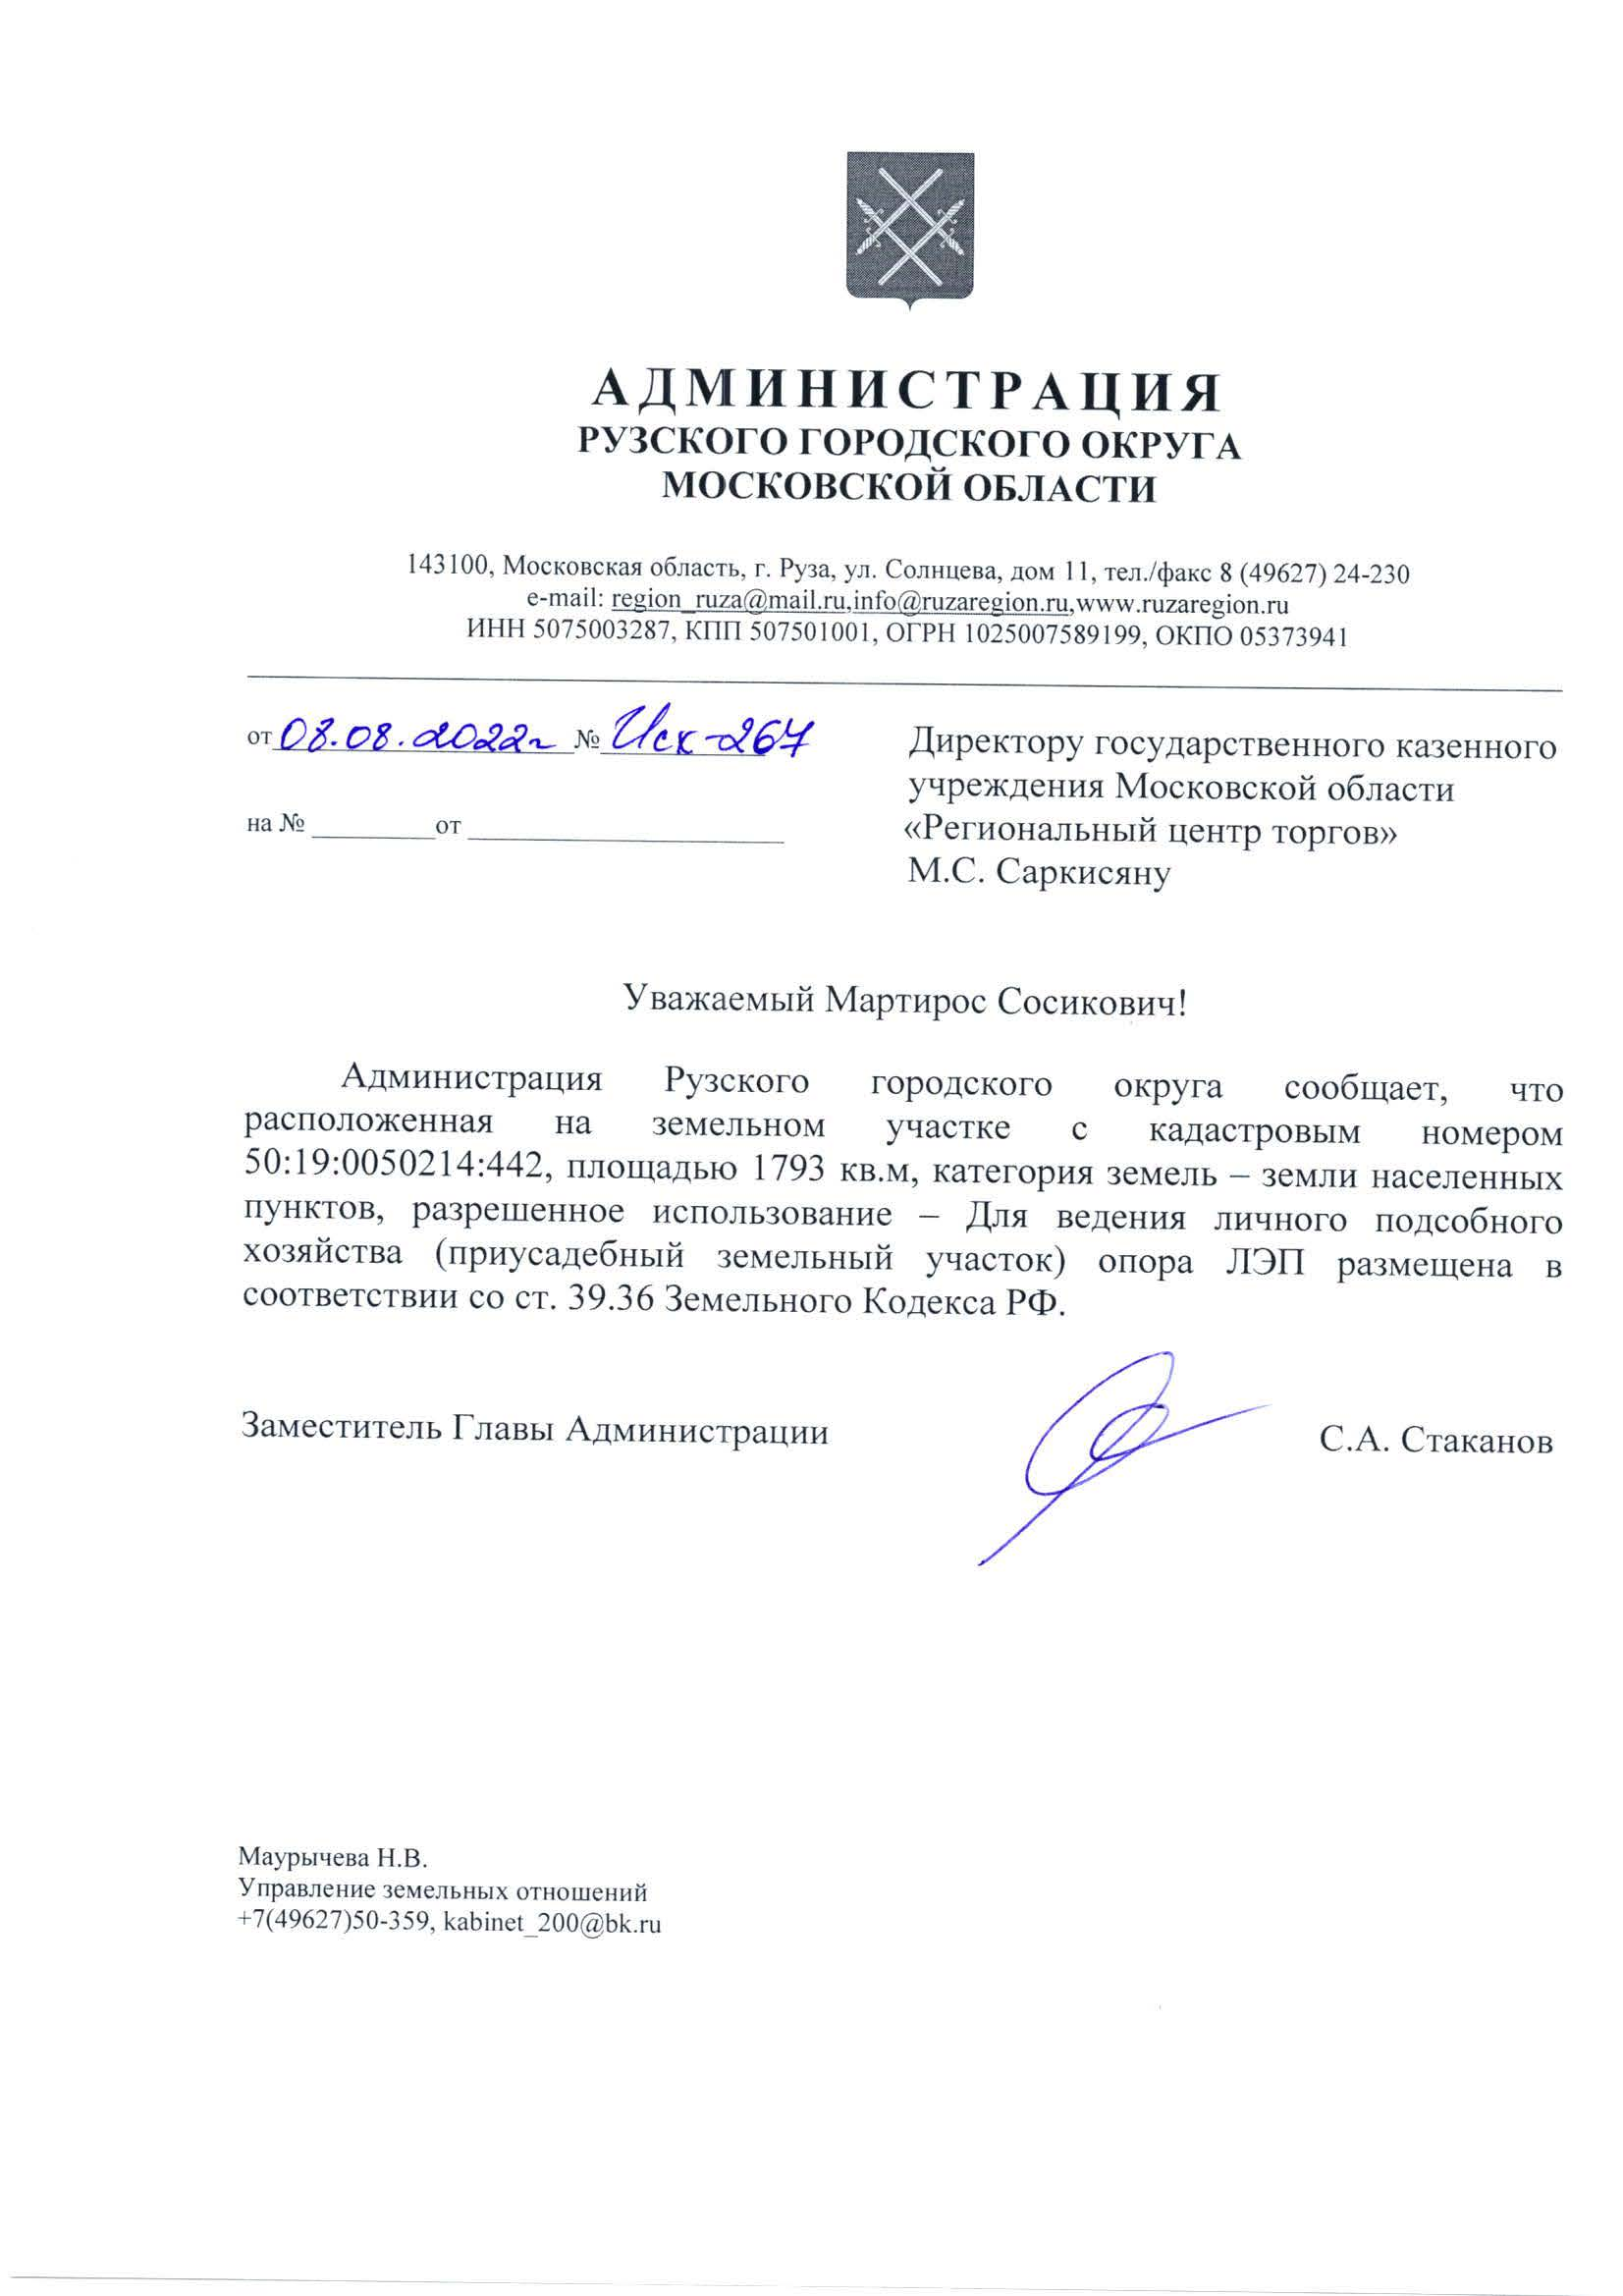 АДМИНИСТРАЦИЯ
РУЗСКОГО ГОРОДСКОГО ОКРУГА
МОСКОВСКОЙ ОБЛАСТИ
143100, Московская область, г. Руза, ул. Солнцева, дом 11, тел./факс 8 (49627) 24-230
e-mail: region_ruza@mail.ru,info@ruzaregion.ru,www.ruzaregion.ru
ИНН 5075003287, КПП 507501001, ОГРН 1025007589199, ОКПО 05373941
от 08.08.2022г № Исх-267
на № _________от _______________________
Директору государственного казенного
учреждения Московской области
«Региональный центр торгов»
М.С. Саркисяну
Уважаемый Мартирос Сосикович!
Администрация Рузского городского округа сообщает, что
расположенная на земельном участке с кадастровым номером
50:19:0050214:442, площадью 1793 кв.м, категория земель – земли населенных
пунктов, разрешенное использование – Для ведения личного подсобного
хозяйства (приусадебный земельный участок) опора ЛЭП размещена в
соответствии со ст. 39.36 Земельного Кодекса РФ.
Заместитель Главы Администрации С.А. Стаканов
Маурычева Н.В.
Управление земельных отношений
+7(49627)50-359, kabinet_200@bk.ru